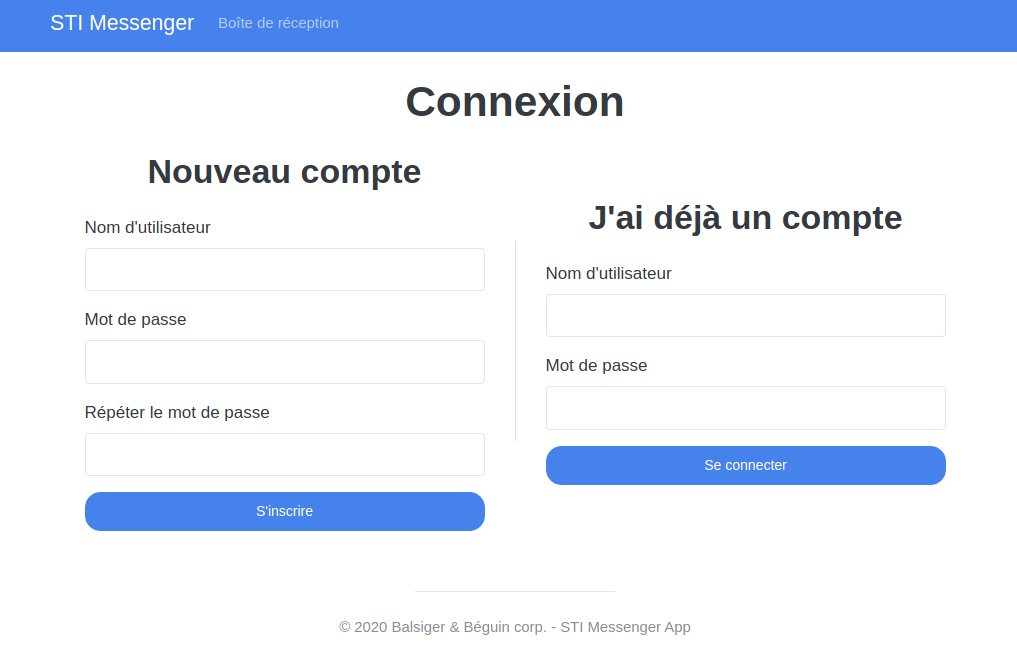 STI Messenger
Boîte de réception
Connexion
Nouveau compte
Nom d'utilisateur
Mot de passe
Répéter le mot de passe
S'inscrire
J'ai déjà un compte
Nom d'utilisateur
Mot de passe
Se connecter
© 2020 Balsiger & Béguin corp. - STI Messenger App